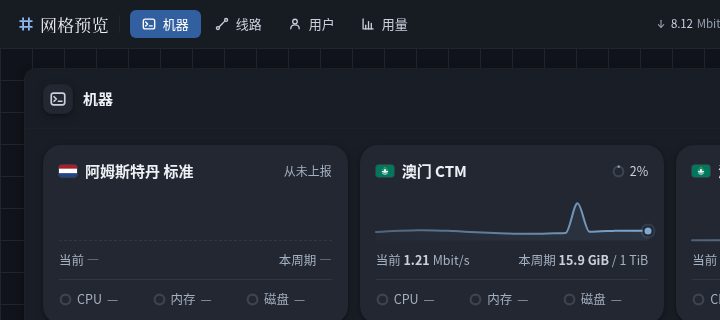 网格预览 机器 线路 用户 用量 ↓ 8.12 Mbit
机器
阿姆斯特丹 标准 从未上报
澳门 CTM 2%
当前 — 本周期 —
当前 1.21 Mbit/s 本周期 15.9 GiB / 1 TiB
当前
CPU — 内存 — 磁盘 —
CPU — 内存 — 磁盘 —